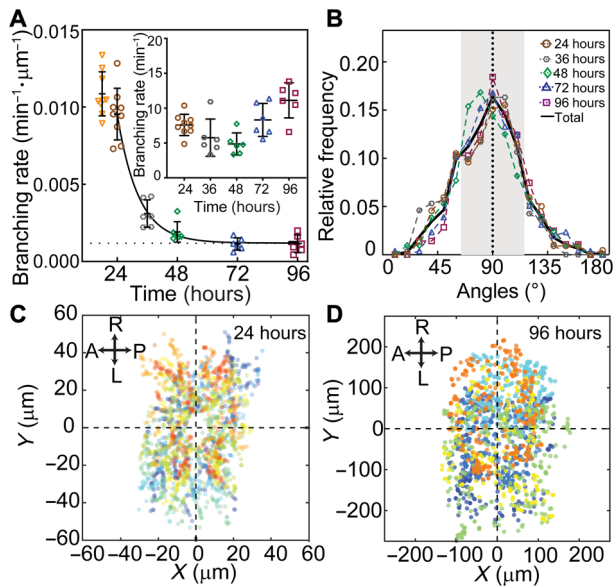 A
Branching rate (min⁻¹·μm⁻¹)
0.015
0.010
0.005
0.000
24
48
72
96
Time (hours)
Branching rate (min⁻¹)
20
15
10
5
0
24
36
48
72
96
Time (hours)
B
Relative frequency
0.20
0.15
0.10
0.05
0
0
45
90
135
180
Angles (°)
24 hours
36 hours
48 hours
72 hours
96 hours
Total
C
24 hours
R
A
P
L
Y (μm)
60
40
20
0
−20
−40
−60
−60
−40
−20
0
20
40
60
X (μm)
D
96 hours
R
A
P
L
Y (μm)
200
100
0
−100
−200
−200
−100
0
100
200
X (μm)